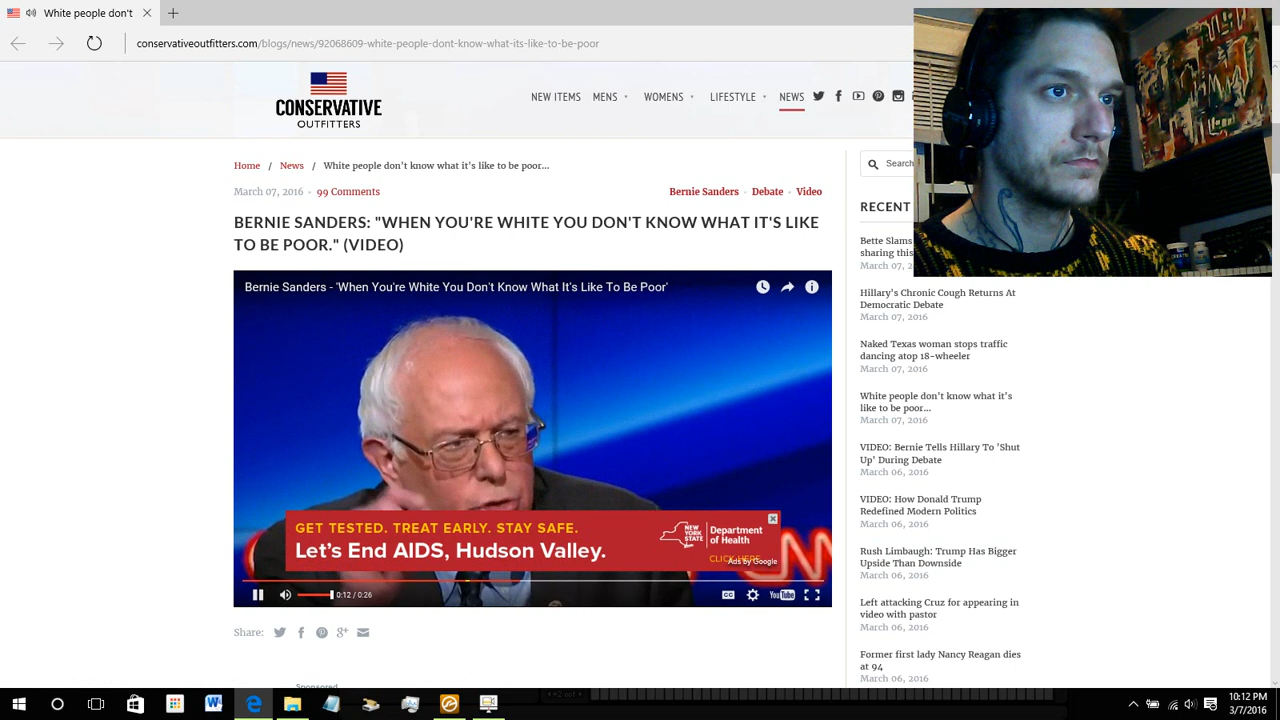 White people don't
conservativeoutfitters.com/blogs/news/92068609-white-people-dont-know-what-its-like-to-be-poor
CONSERVATIVE
OUTFITTERS
NEW ITEMS MENS WOMENS LIFESTYLE NEWS
Home / News / White people don't know what it's like to be poor...
March 07, 2016 • 99 Comments
Bernie Sanders • Debate • Video
BERNIE SANDERS: "WHEN YOU'RE WHITE YOU DON'T KNOW WHAT IT'S LIKE
TO BE POOR." (VIDEO)
Bernie Sanders - 'When You're White You Don't Know What It's Like To Be Poor'
GET TESTED. TREAT EARLY. STAY SAFE.
Let's End AIDS, Hudson Valley.
NEW
YORK
STATE
Department
of Health
CLICK HERE
Ads by Google
0:12 / 0:26
CC
YouTube
Share:
Sponsored
Search
RECENT
Bette Slams
sharing this
March 07, 2
Hillary's Chronic Cough Returns At
Democratic Debate
March 07, 2016
Naked Texas woman stops traffic
dancing atop 18-wheeler
March 07, 2016
White people don't know what it's
like to be poor...
March 07, 2016
VIDEO: Bernie Tells Hillary To 'Shut
Up' During Debate
March 06, 2016
VIDEO: How Donald Trump
Redefined Modern Politics
March 06, 2016
Rush Limbaugh: Trump Has Bigger
Upside Than Downside
March 06, 2016
Left attacking Cruz for appearing in
video with pastor
March 06, 2016
Former first lady Nancy Reagan dies
at 94
March 06, 2016
10:12 PM
3/7/2016